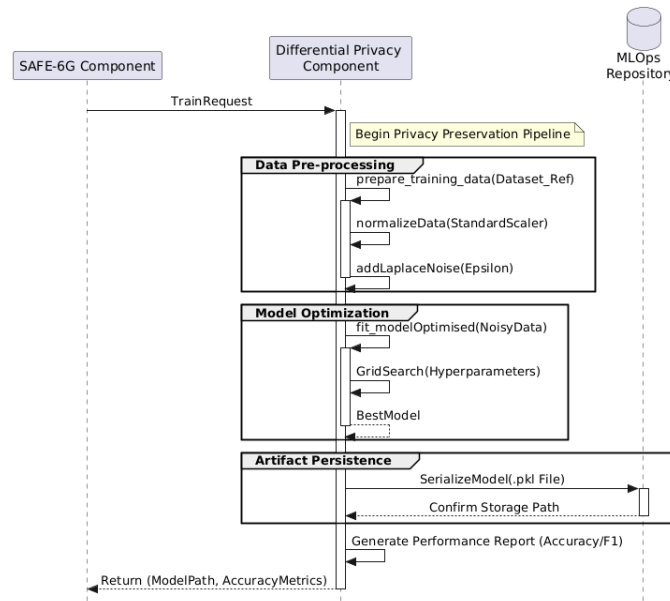 SAFE-6G Component
Differential Privacy
Component
MLOps
Repository
TrainRequest
Begin Privacy Preservation Pipeline
Data Pre-processing
prepare_training_data(Dataset_Ref)
normalizeData(StandardScaler)
addLaplaceNoise(Epsilon)
Model Optimization
fit_modelOptimised(NoisyData)
GridSearch(Hyperparameters)
BestModel
Artifact Persistence
SerializeModel(.pkl File)
Confirm Storage Path
Generate Performance Report (Accuracy/F1)
Return (ModelPath, AccuracyMetrics)